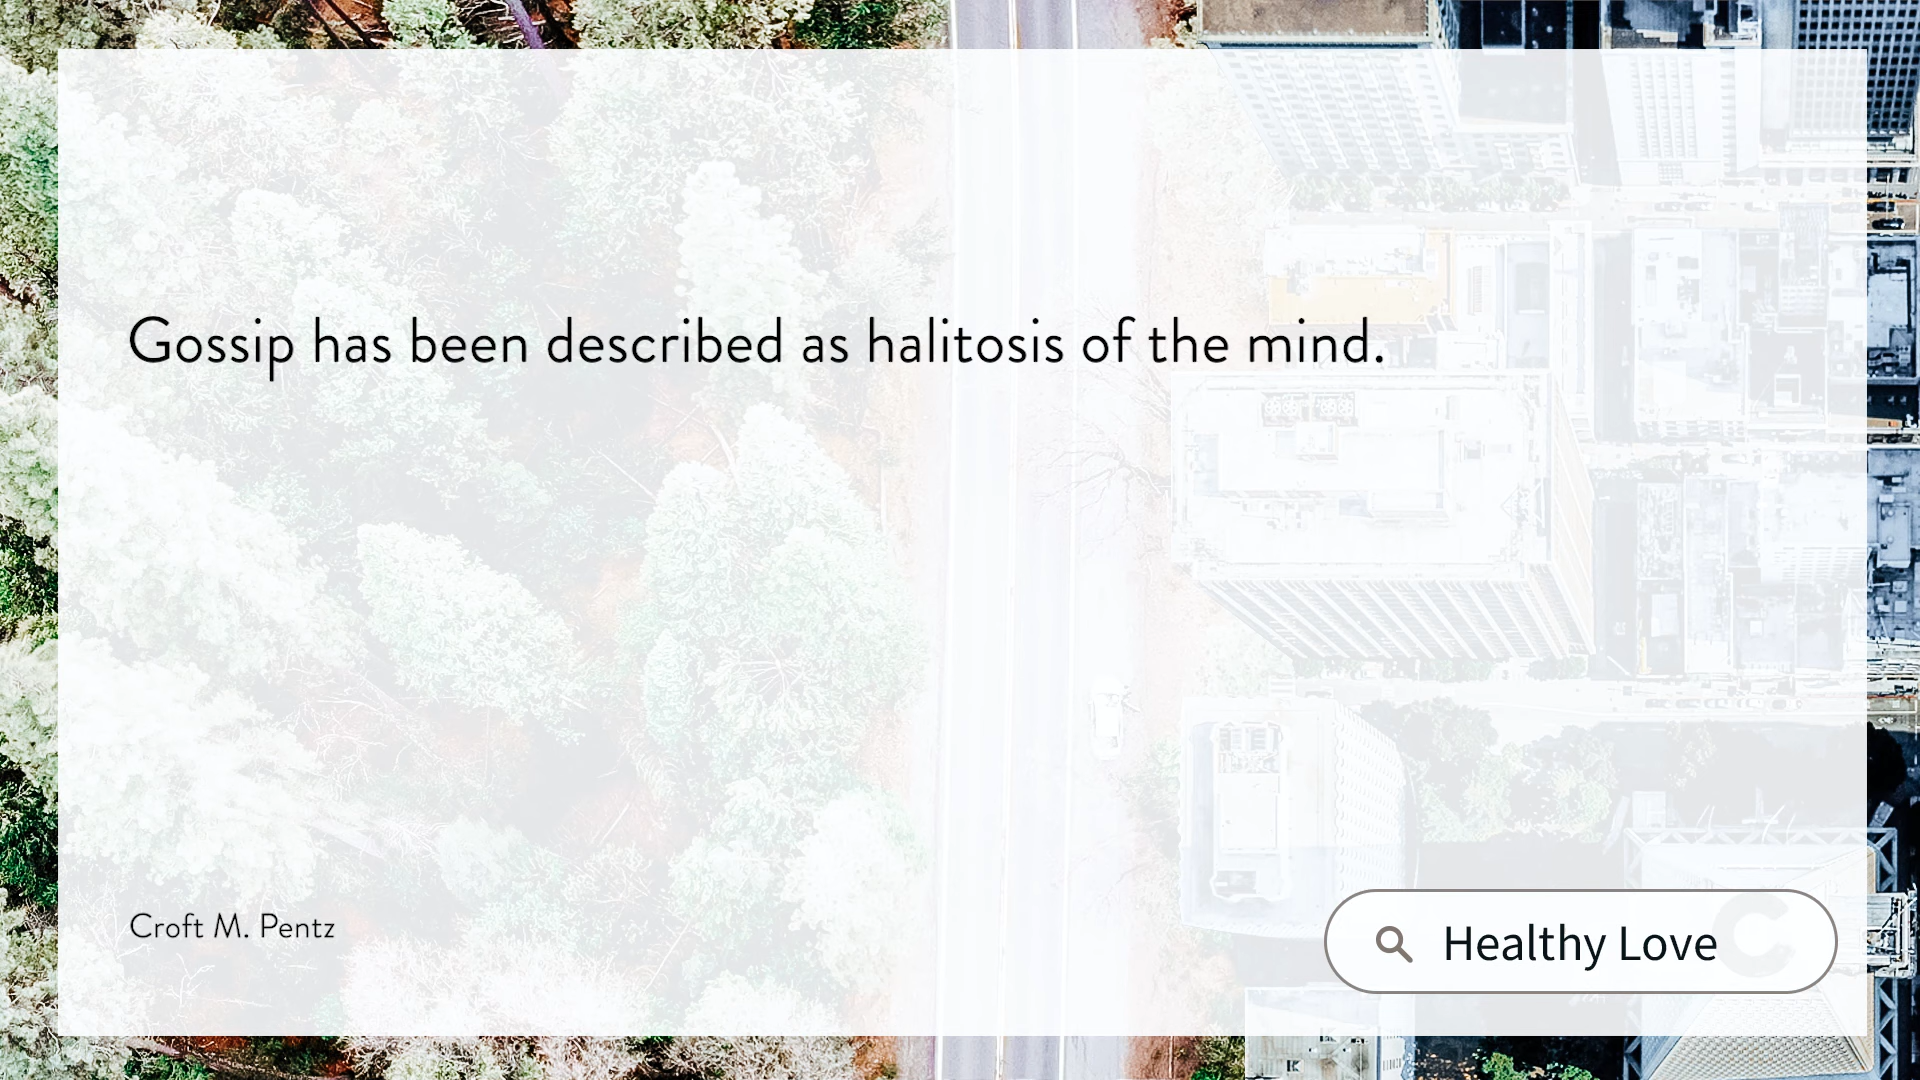 Gossip has been described as halitosis of the mind.
Croft M. Pentz
Healthy Love